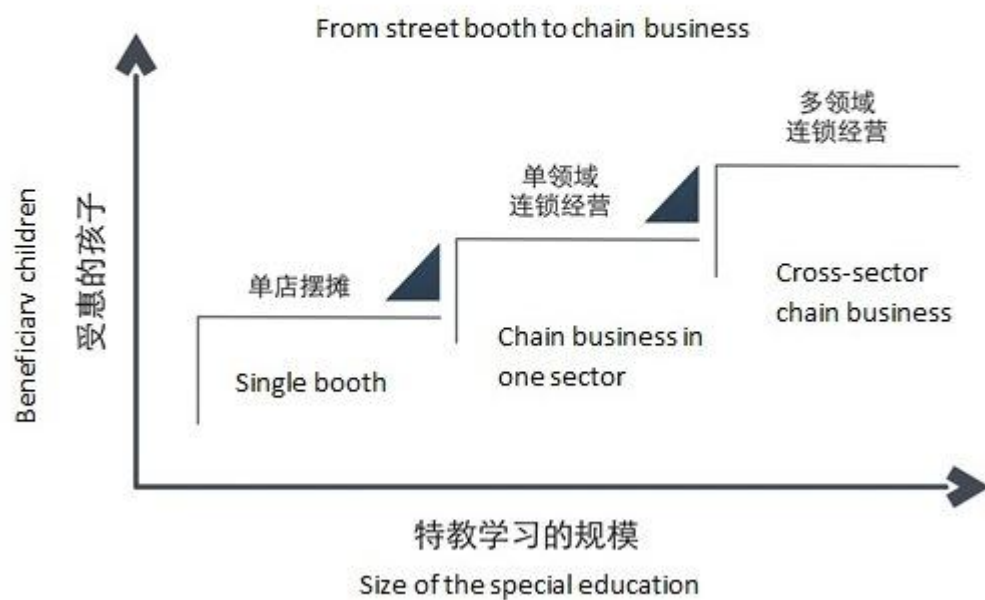 From street booth to chain business
多领域
连锁经营
单领域
连锁经营
单店摆摊
Cross-sector
chain business
Chain business in
one sector
Single booth
Beneficiary children
受惠的孩子
特教学习的规模
Size of the special education